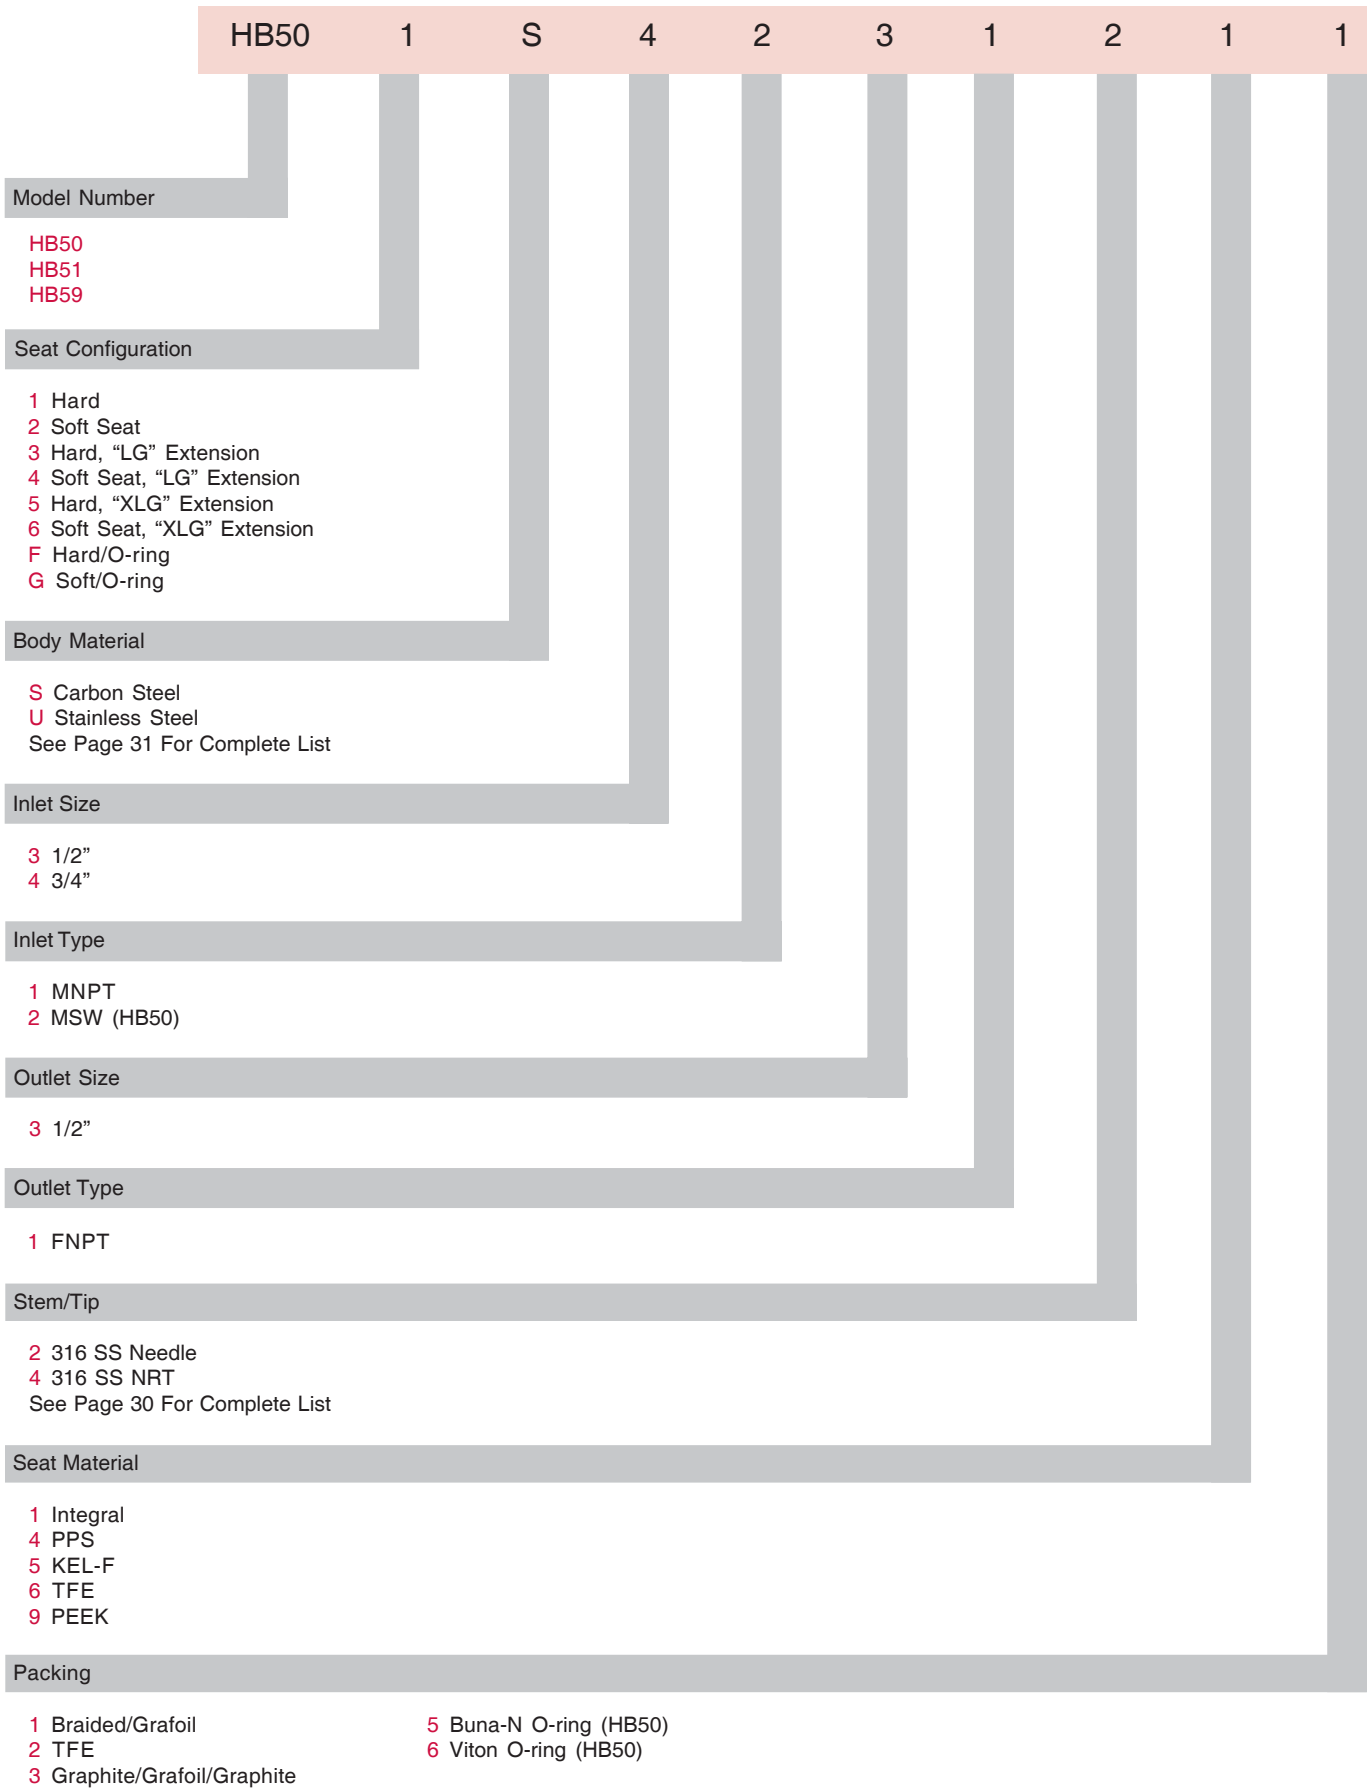 HB50 1 S 4 2 3 1 2 1 1
Model Number
HB50
HB51
HB59
Seat Configuration
1 Hard
2 Soft Seat
3 Hard, “LG” Extension
4 Soft Seat, “LG” Extension
5 Hard, “XLG” Extension
6 Soft Seat, “XLG” Extension
F Hard/O-ring
G Soft/O-ring
Body Material
S Carbon Steel
U Stainless Steel
See Page 31 For Complete List
Inlet Size
3 1/2”
4 3/4”
Inlet Type
1 MNPT
2 MSW (HB50)
Outlet Size
3 1/2”
Outlet Type
1 FNPT
Stem/Tip
2 316 SS Needle
4 316 SS NRT
See Page 30 For Complete List
Seat Material
1 Integral
4 PPS
5 KEL-F
6 TFE
9 PEEK
Packing
1 Braided/Grafoil
2 TFE
3 Graphite/Grafoil/Graphite
5 Buna-N O-ring (HB50)
6 Viton O-ring (HB50)